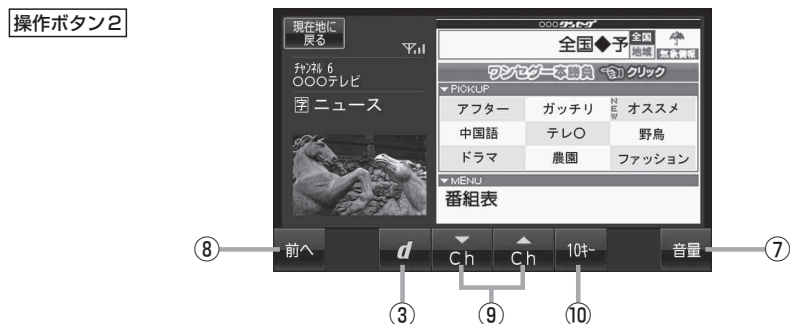 操作ボタン2
現在地に
戻る
チャンネル 6
○○○テレビ
字 ニュース
○○○ワンセグ
全国◆予
全国
地域
気象情報
ワンセグ一本勝負 クリック
▼PICKUP
アフター ガッチリ NEW オススメ
中国語 テレ○ 野鳥
ドラマ 農園 ファッション
▼MENU
番組表
⑧ 前へ d ▼Ch ▲Ch 10キー 音量 ⑦
③ ⑨ ⑩